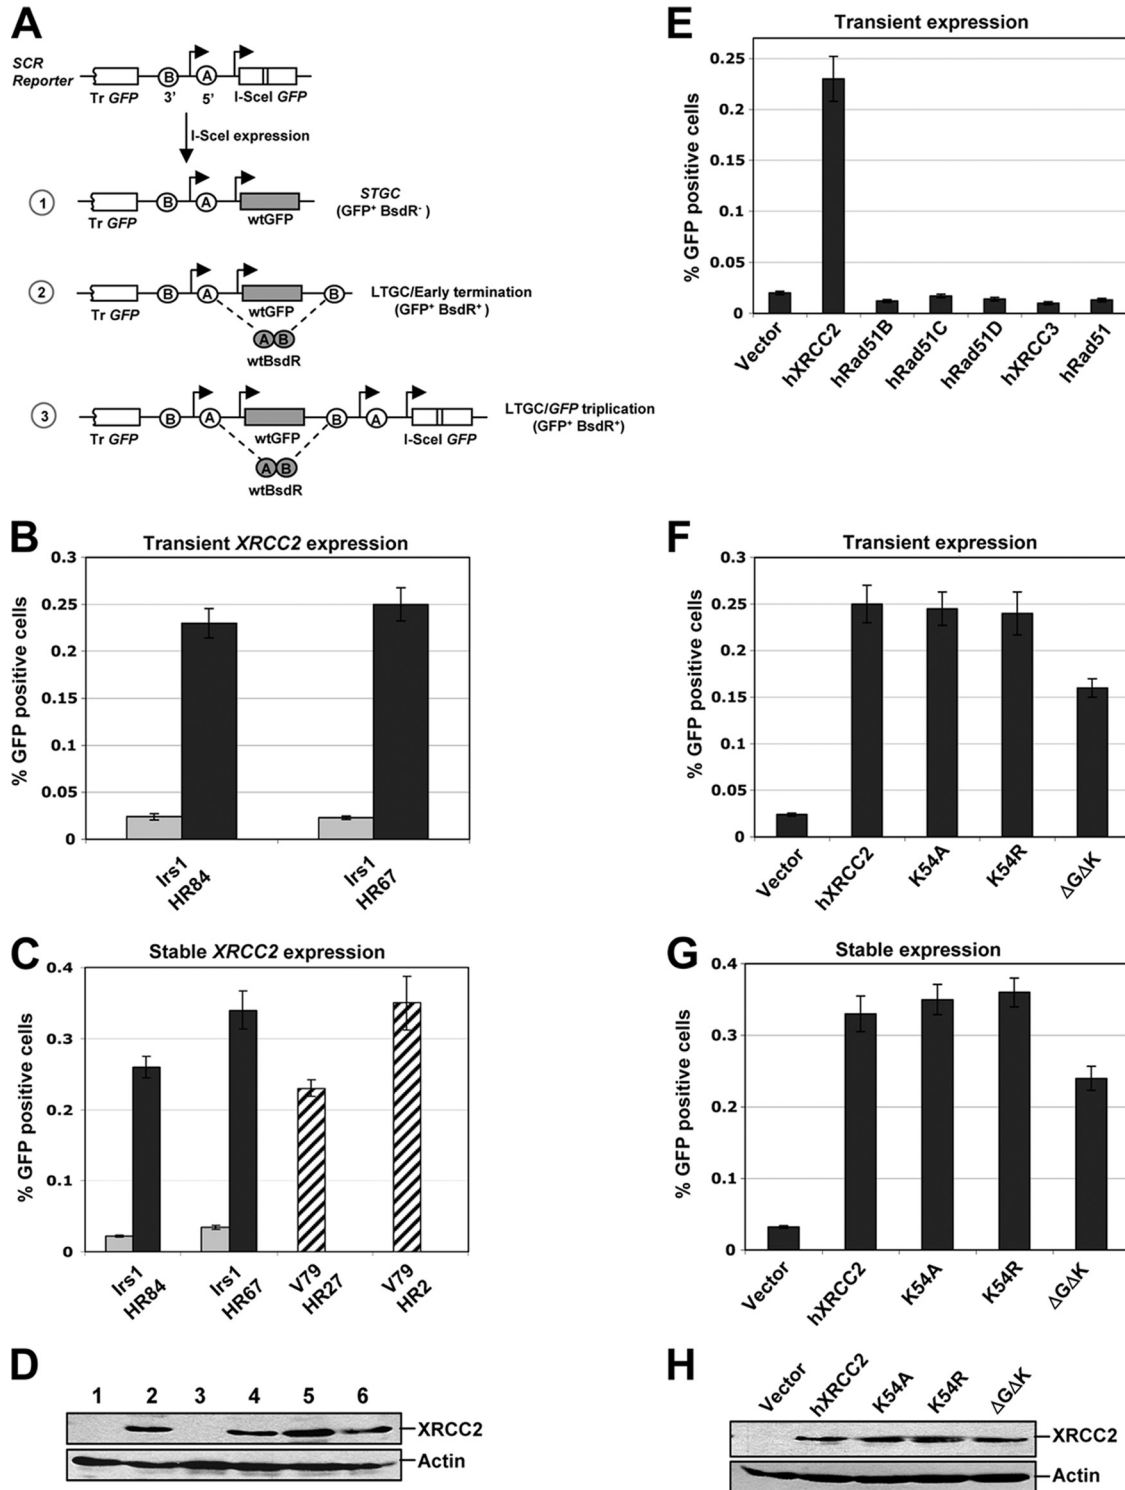 A
SCR
Reporter
B
A
Tr GFP
3'
5'
I-SceI GFP
I-SceI expression
1
B
A
Tr GFP
wtGFP
STGC
(GFP⁺ BsdR⁻ )
2
B
A
B
Tr GFP
wtGFP
A B
wtBsdR
LTGC/Early termination
(GFP⁺ BsdR⁺ )
3
B
A
B
A
Tr GFP
wtGFP
I-SceI GFP
A B
wtBsdR
LTGC/GFP triplication
(GFP⁺ BsdR⁺)
B
Transient XRCC2 expression
% GFP positive cells
0.3
0.25
0.2
0.15
0.1
0.05
0
Irs1
HR84
Irs1
HR67
C
Stable XRCC2 expression
% GFP positive cells
0.4
0.3
0.2
0.1
0
Irs1
HR84
Irs1
HR67
V79
HR27
V79
HR2
D
1 2 3 4 5 6
XRCC2
Actin
E
Transient expression
% GFP positive cells
0.25
0.2
0.15
0.1
0.05
0
Vector
hXRCC2
hRad51B
hRad51C
hRad51D
hXRCC3
hRad51
F
Transient expression
% GFP positive cells
0.3
0.25
0.2
0.15
0.1
0.05
0
Vector
hXRCC2
K54A
K54R
ΔGΔK
G
Stable expression
% GFP positive cells
0.4
0.3
0.2
0.1
0
Vector
hXRCC2
K54A
K54R
ΔGΔK
H
Vector
hXRCC2
K54A
K54R
ΔGΔK
XRCC2
Actin